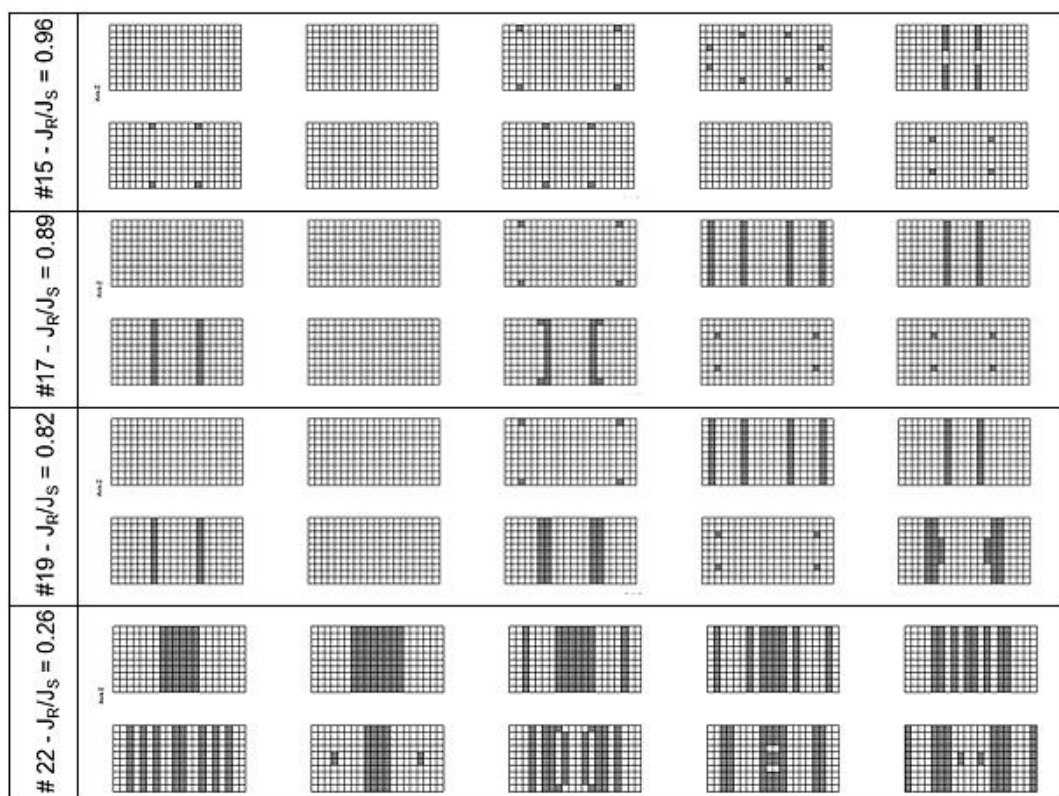 #15 - J_R/J_S = 0.96
#17 - J_R/J_S = 0.89
#19 - J_R/J_S = 0.82
# 22 - J_R/J_S = 0.26